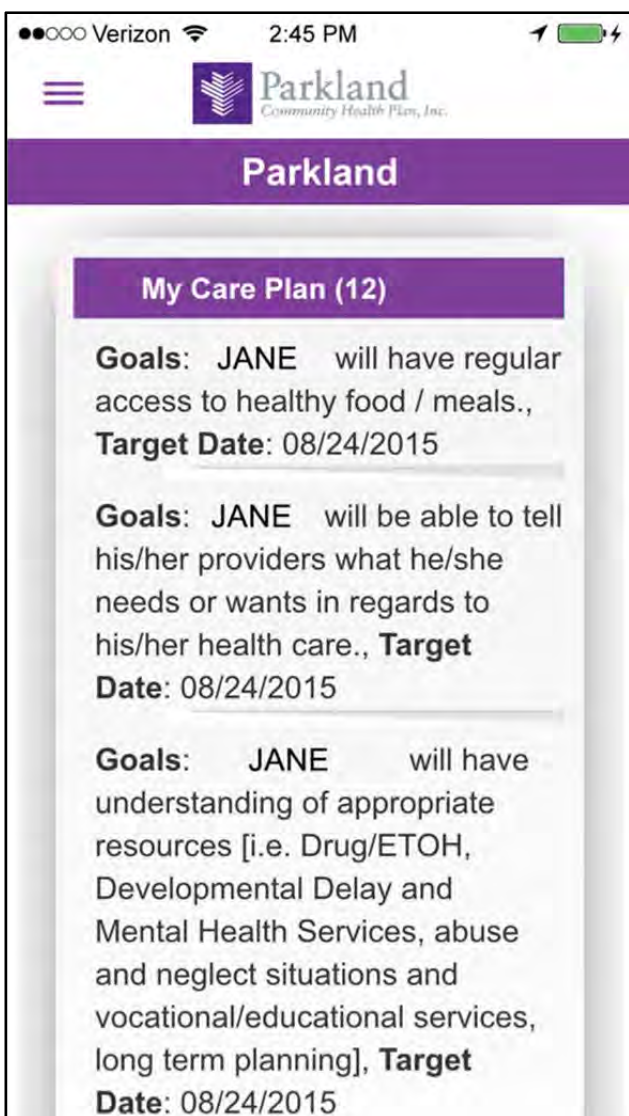 Verizon 2:45 PM
Parkland
Community Health Plan, Inc.
Parkland
My Care Plan (12)
Goals: JANE will have regular
access to healthy food / meals.,
Target Date: 08/24/2015
Goals: JANE will be able to tell
his/her providers what he/she
needs or wants in regards to
his/her health care., Target
Date: 08/24/2015
Goals: JANE will have
understanding of appropriate
resources [i.e. Drug/ETOH,
Developmental Delay and
Mental Health Services, abuse
and neglect situations and
vocational/educational services,
long term planning], Target
Date: 08/24/2015